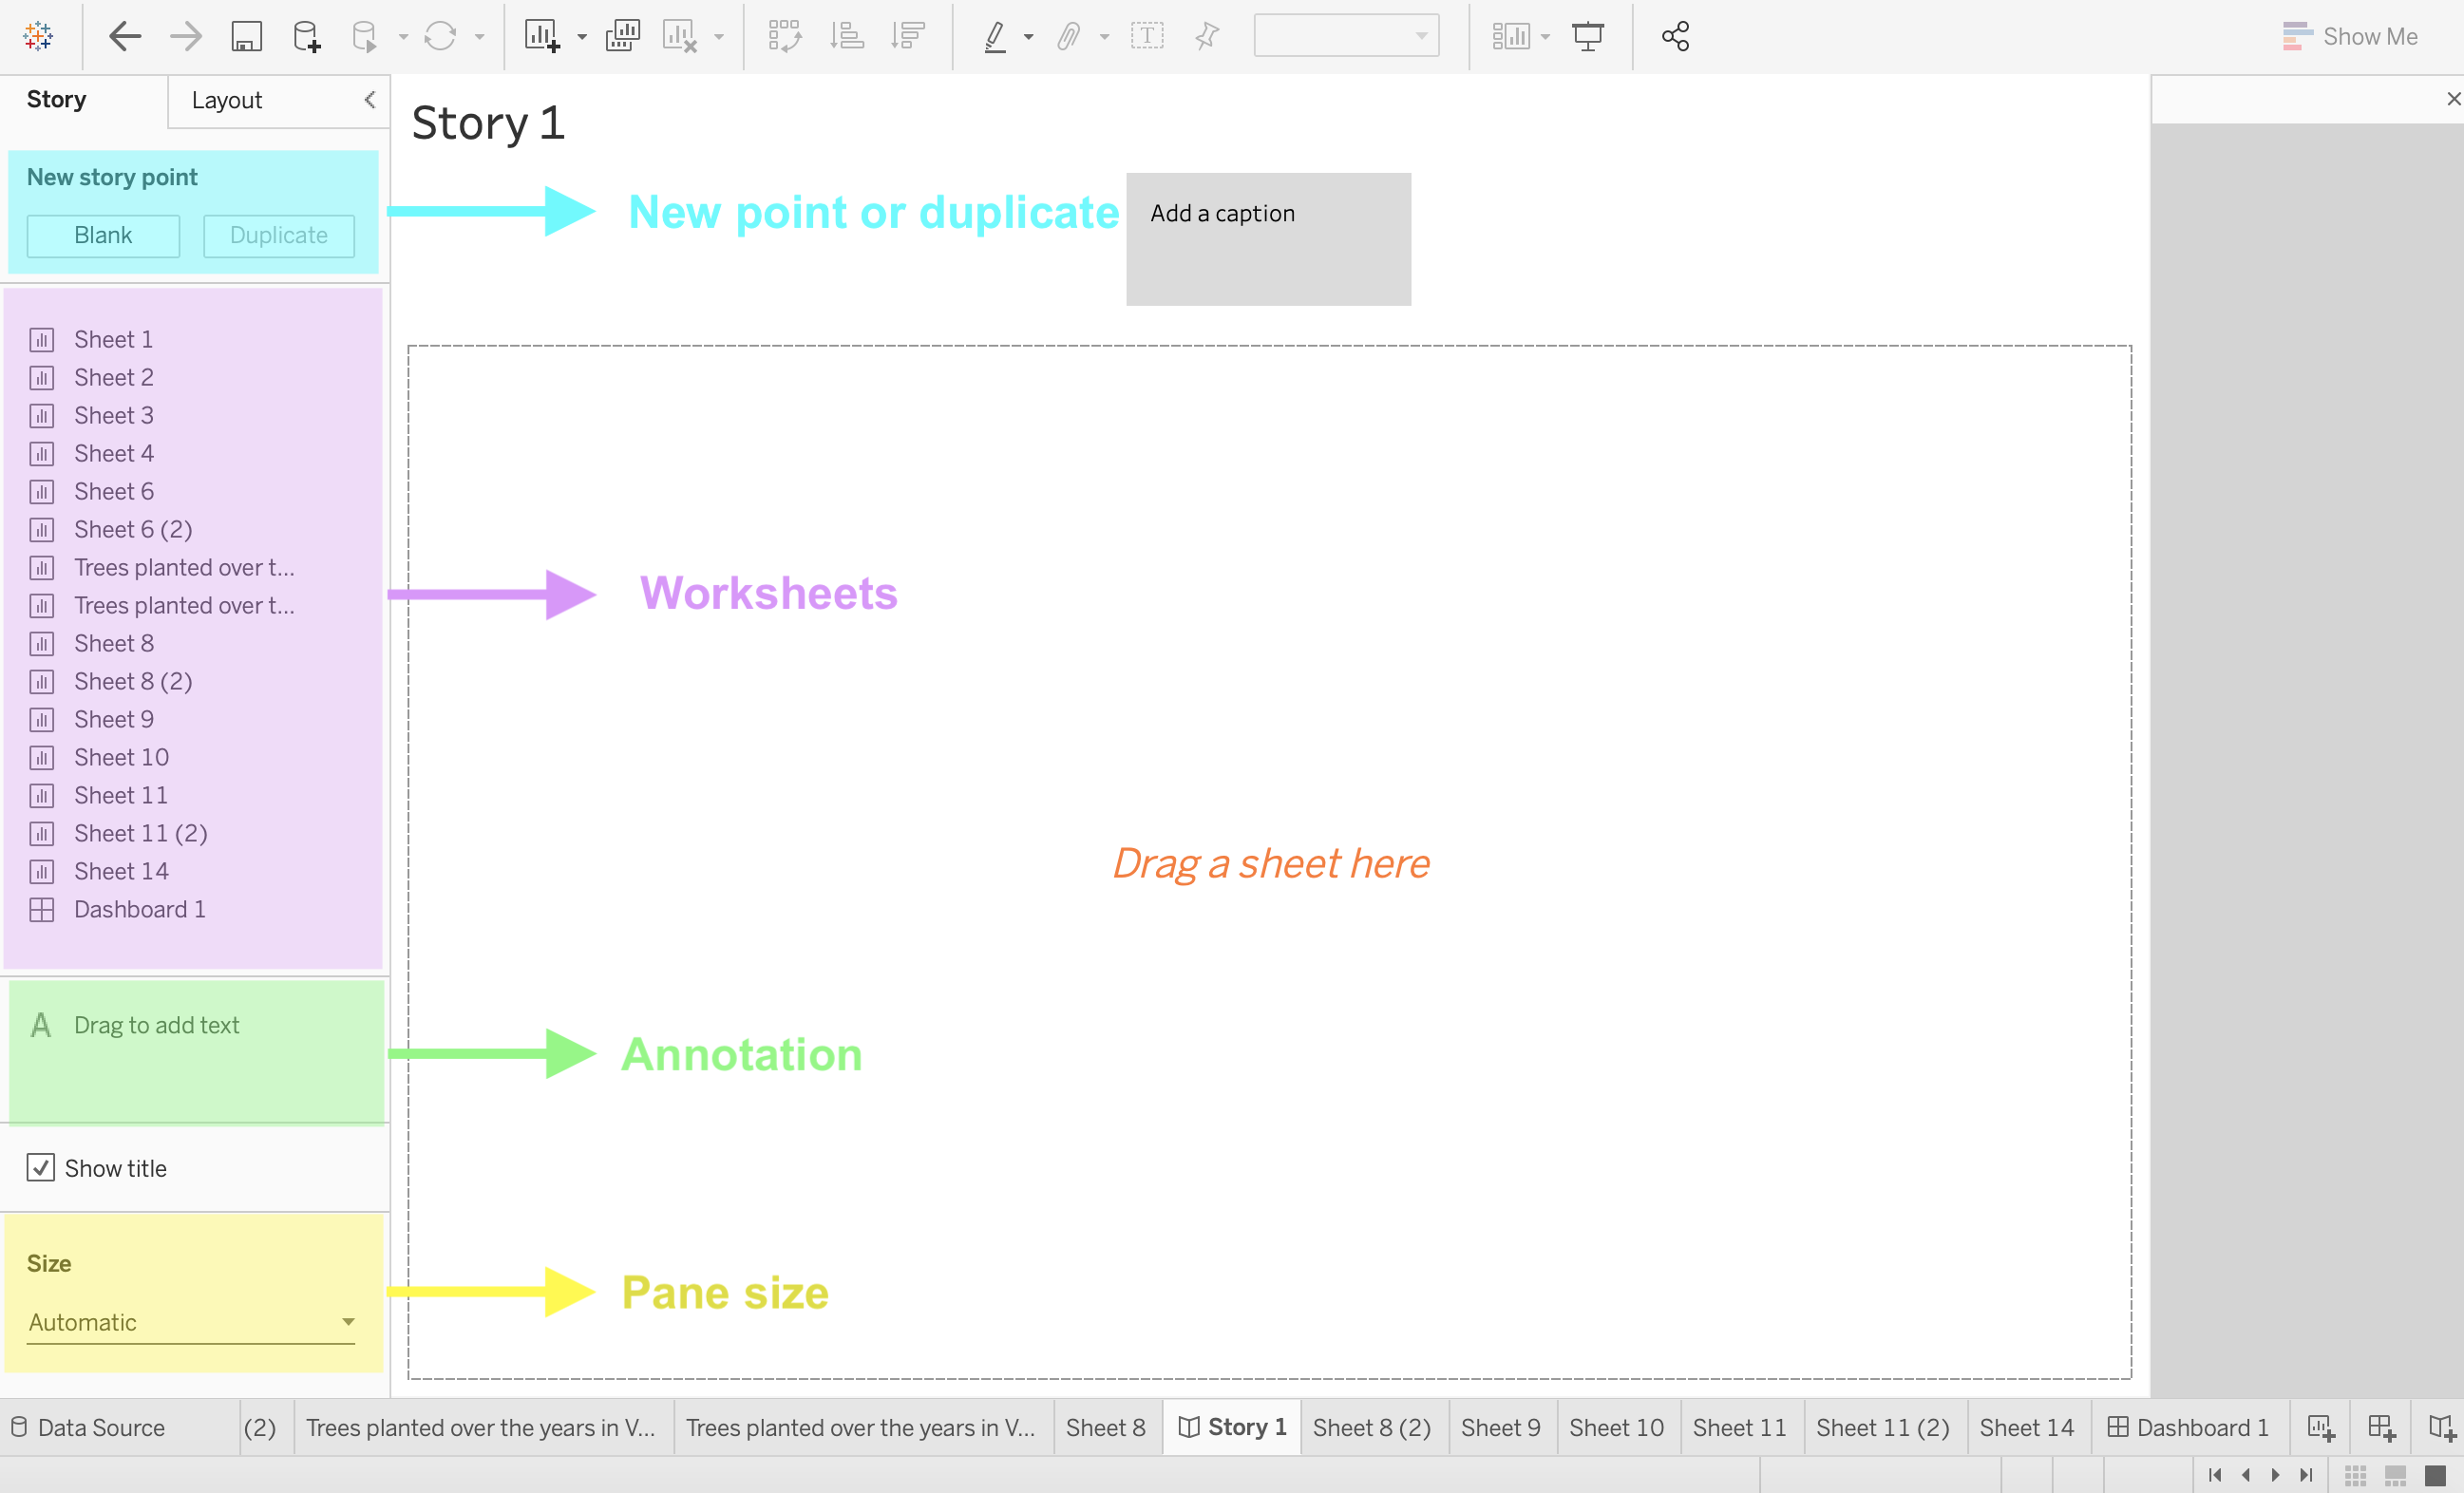 Show Me
Story
Layout
Story 1
New story point
Blank
Duplicate
New point or duplicate
Add a caption
Sheet 1
Sheet 2
Sheet 3
Sheet 4
Sheet 6
Sheet 6 (2)
Trees planted over t...
Trees planted over t...
Worksheets
Sheet 8
Sheet 8 (2)
Sheet 9
Sheet 10
Sheet 11
Sheet 11 (2)
Sheet 14
Dashboard 1
Drag a sheet here
A Drag to add text
Annotation
Show title
Size
Automatic
Pane size
Data Source
(2)
Trees planted over the years in V...
Trees planted over the years in V...
Sheet 8
Story 1
Sheet 8 (2)
Sheet 9
Sheet 10
Sheet 11
Sheet 11 (2)
Sheet 14
Dashboard 1